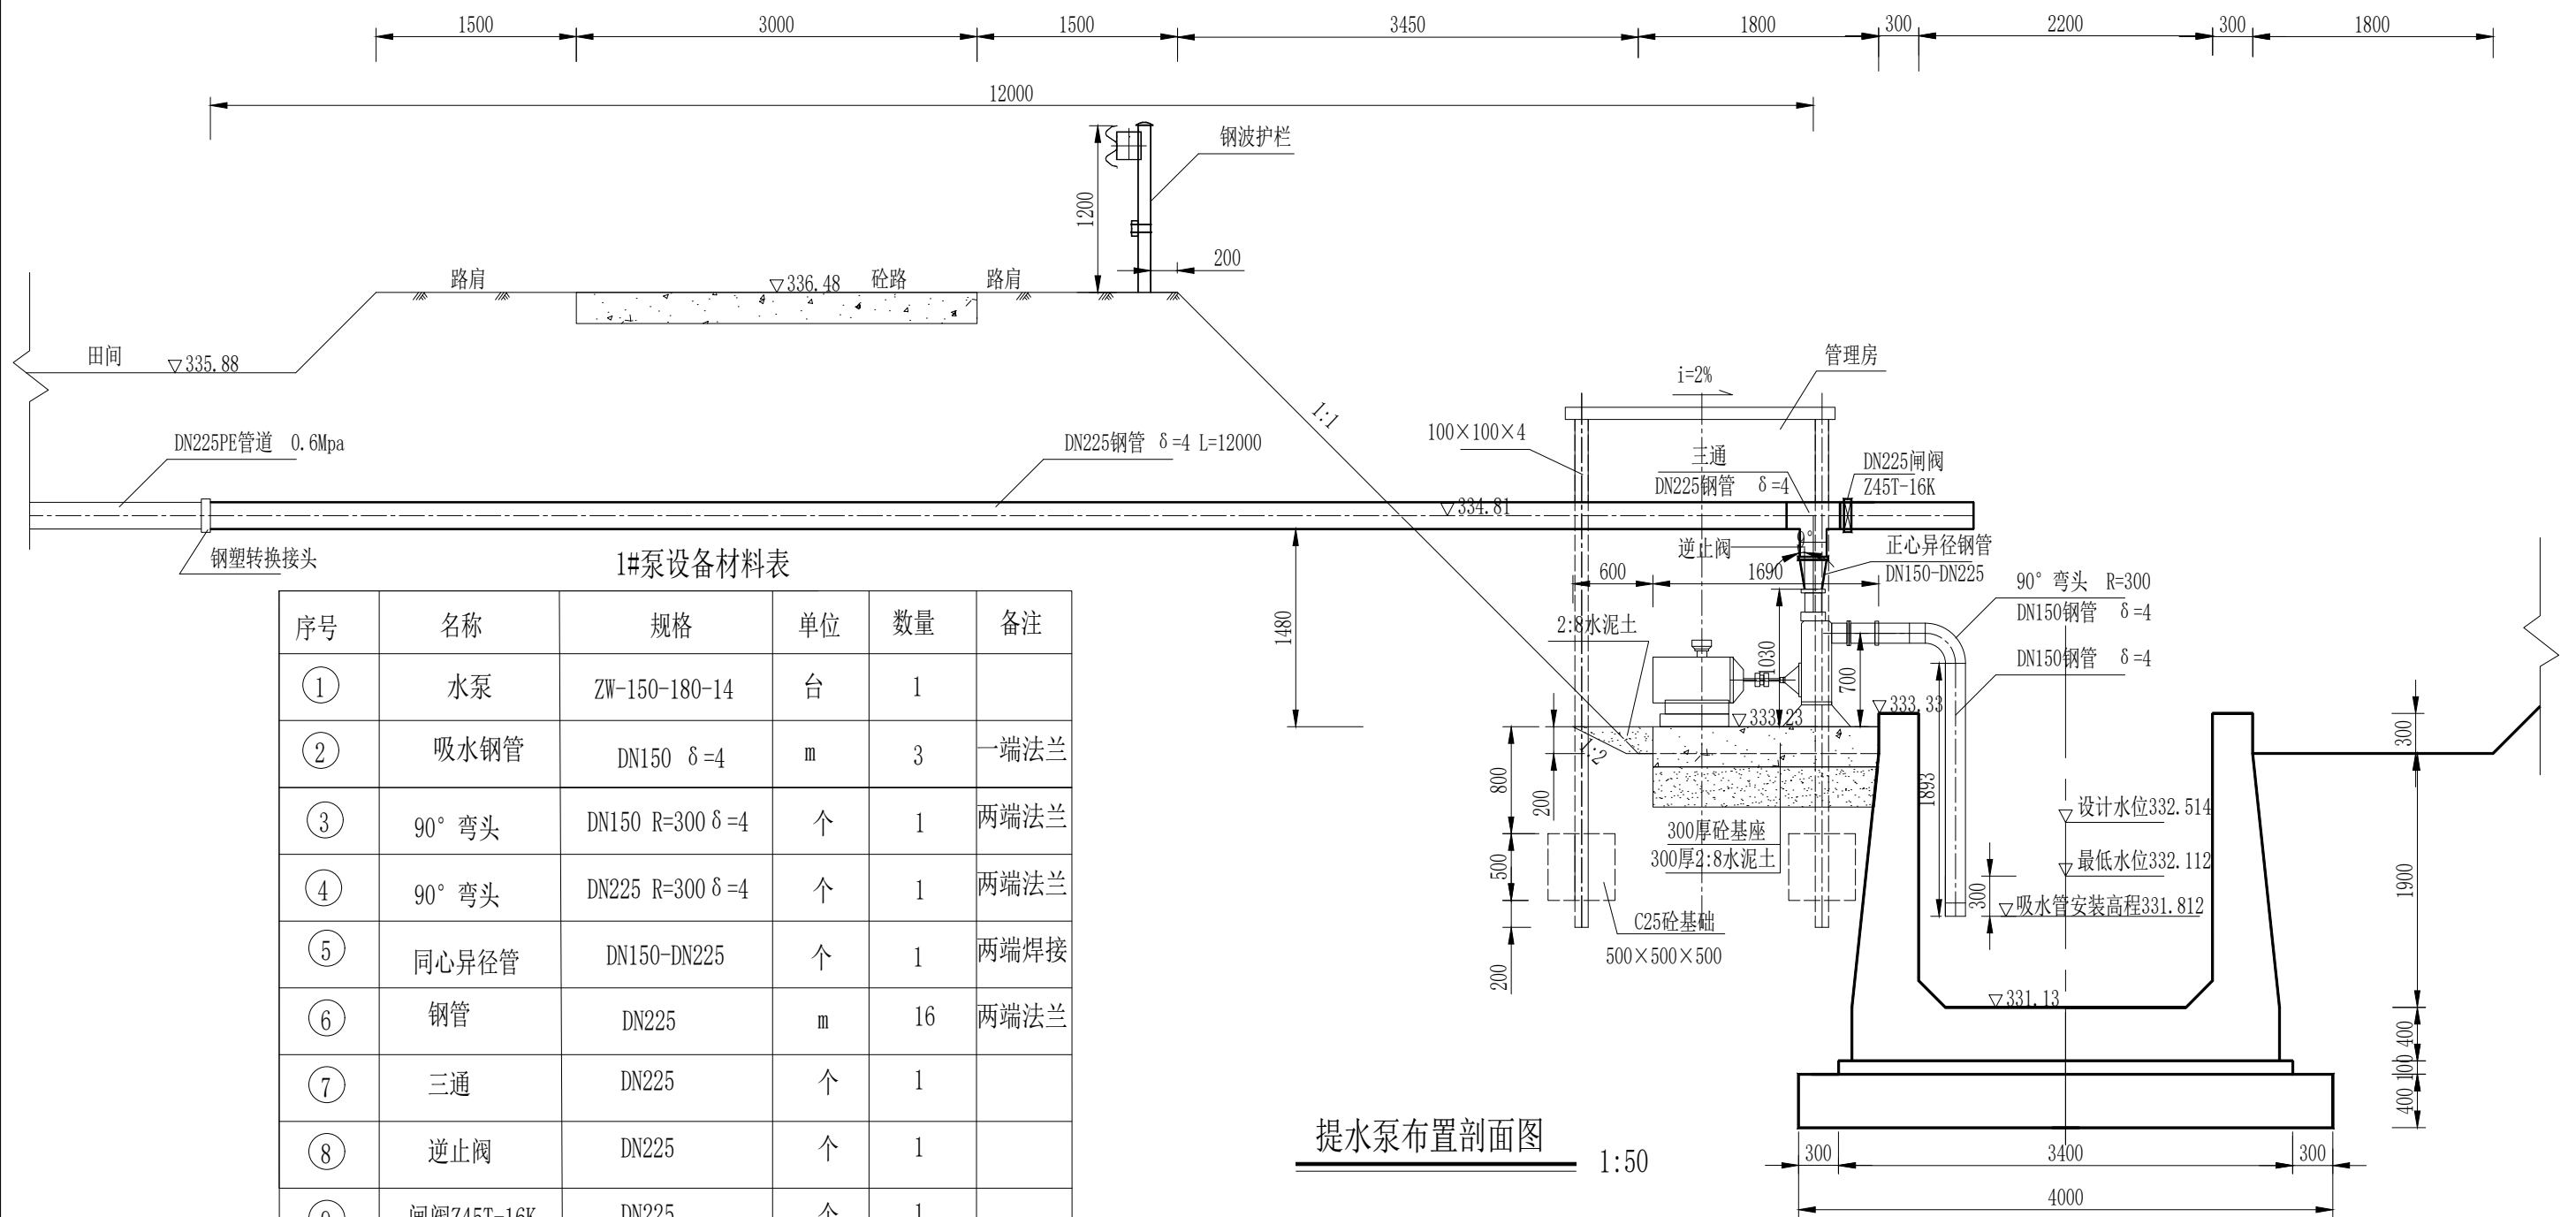 1500 3000 1500 3450 1800 300 2200 300 1800
12000
钢波护栏
1200
200
路肩 ▽336.48 砼路 路肩
田间 ▽335.88
管理房
i=2%
1:1
100×100×4
DN225PE管道 0.6Mpa
DN225钢管 δ=4 L=12000
三通
DN225钢管 δ=4
DN225闸阀
Z45T-16K
▽334.81
钢塑转换接头
逆止阀
正心异径钢管
DN150-DN225
600 1690
90° 弯头 R=300
DN150钢管 δ=4
DN150钢管 δ=4
1480
2:8水泥土
1030
700
▽333.23
▽333.33
1:2
800
200
500
200
1893
300
300厚砼基座
300厚2:8水泥土
C25砼基础
500×500×500
设计水位332.514
最低水位332.112
▽吸水管安装高程331.812
▽331.13
300
1900
400
100
400
300 3400 300
4000
1#泵设备材料表
序号 名称 规格 单位 数量 备注
1 水泵 ZW-150-180-14 台 1
2 吸水钢管 DN150 δ=4 m 3 一端法兰
3 90° 弯头 DN150 R=300δ=4 个 1 两端法兰
4 90° 弯头 DN225 R=300δ=4 个 1 两端法兰
5 同心异径管 DN150-DN225 个 1 两端焊接
6 钢管 DN225 m 16 两端法兰
7 三通 DN225 个 1
8 逆止阀 DN225 个 1
闸阀Z45T-16K DN225 个 1
提水泵布置剖面图 1:50